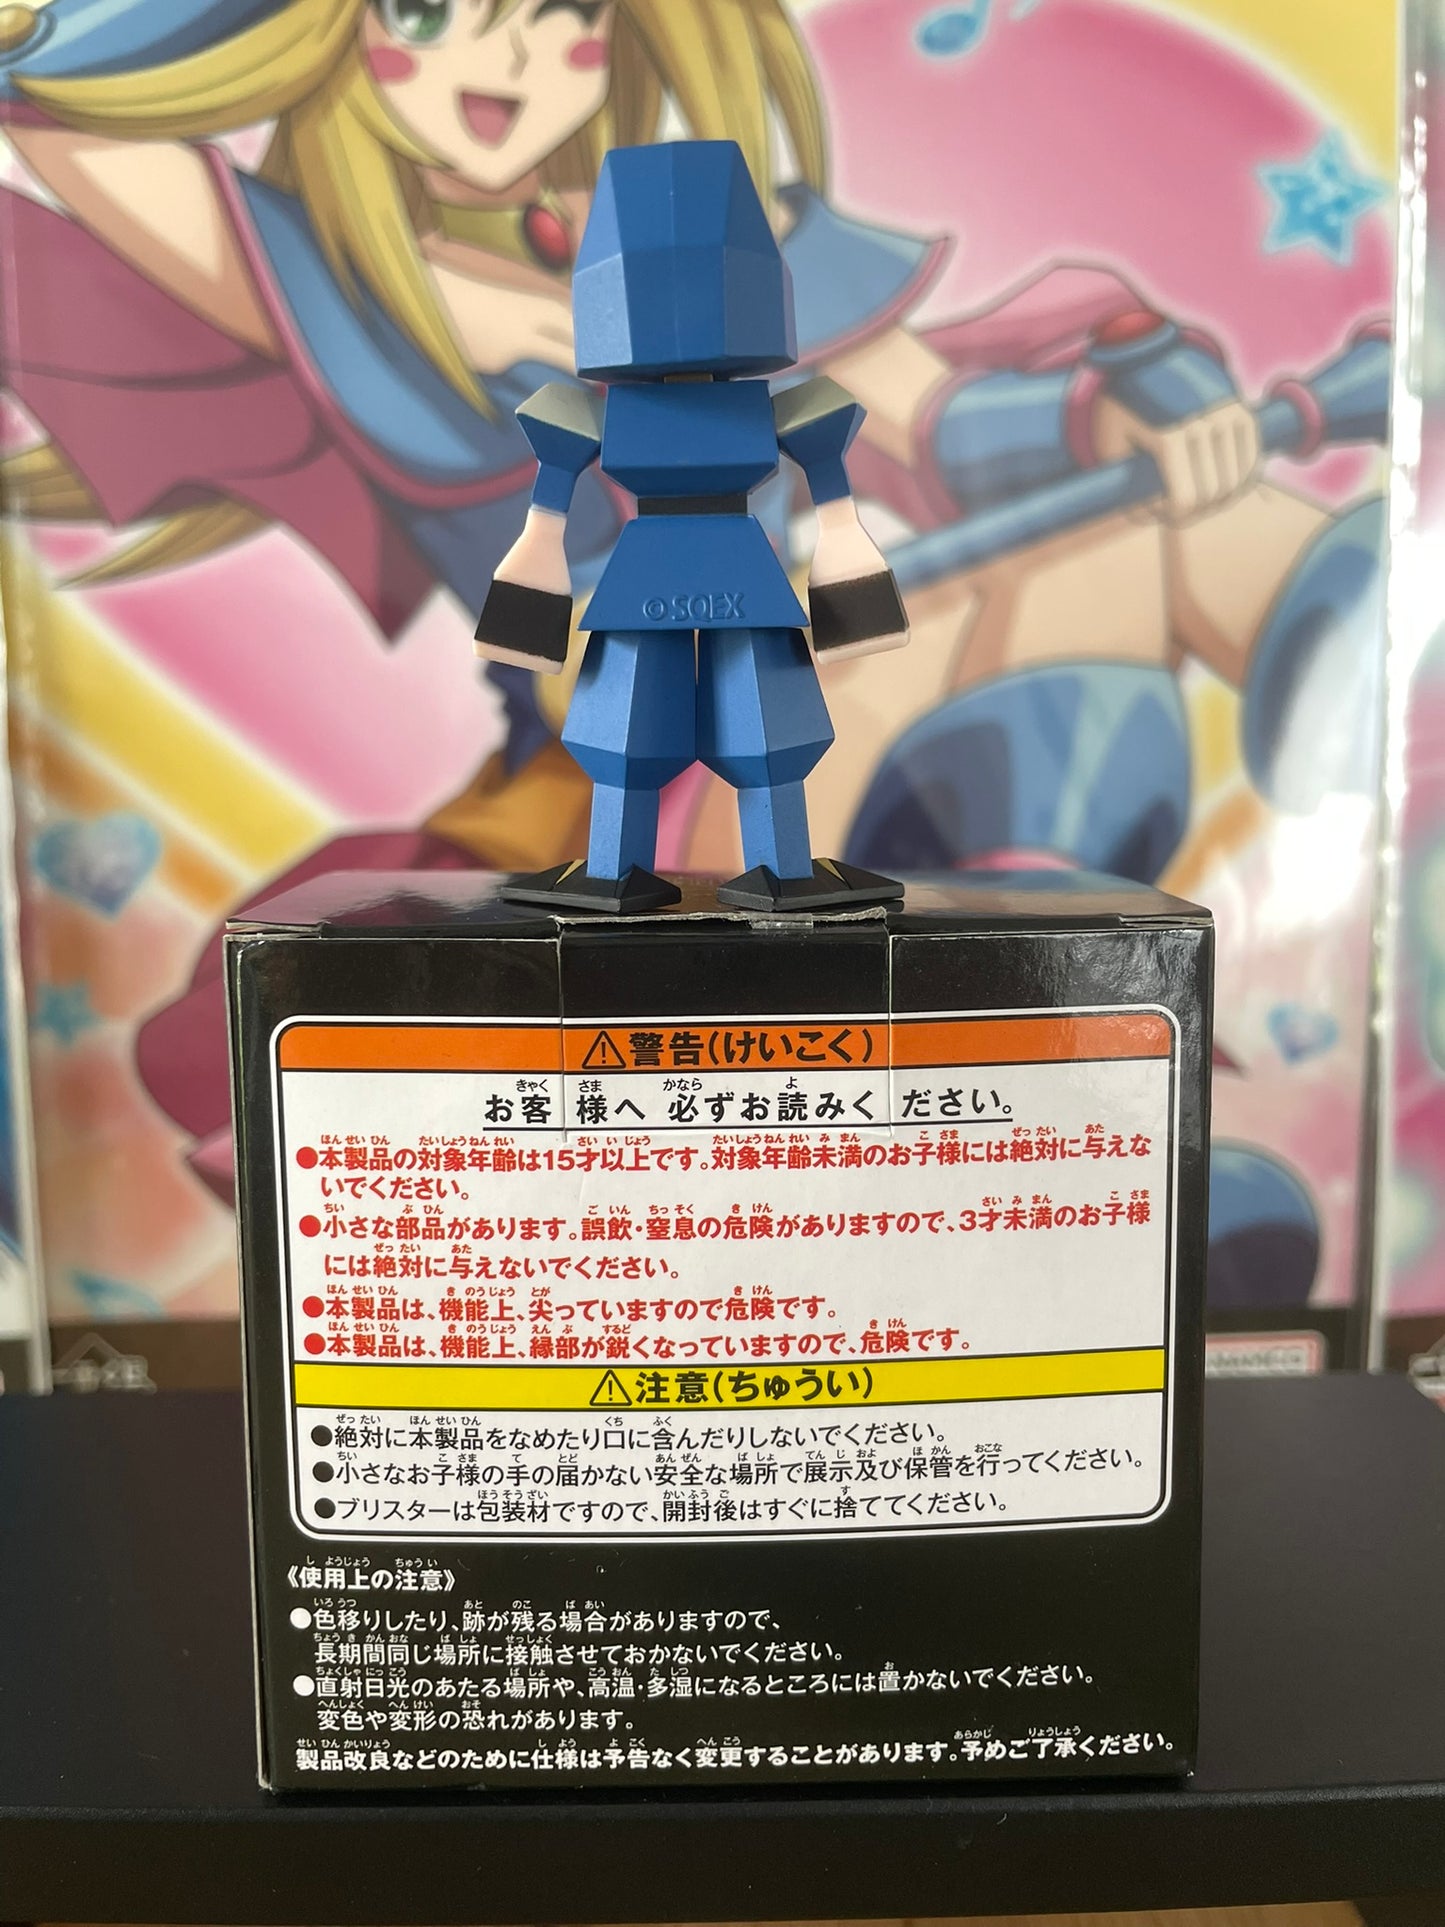 © SQEX
⚠警告(けいこく)
お客様へ 必ずお読みください。
●本製品の対象年齢は15才以上です。対象年齢未満のお子様には絶対に与えな
いでください。
●小さな部品があります。誤飲・窒息の危険がありますので、3才未満のお子様
には絶対に与えないでください。
●本製品は、機能上、尖っていますので危険です。
●本製品は、機能上、縁部が鋭くなっていますので、危険です。
⚠注意(ちゅうい)
●絶対に本製品をなめたり口に含んだりしないでください。
●小さなお子様の手の届かない安全な場所で展示及び保管を行ってください。
●ブリスターは包装材ですので、開封後はすぐに捨ててください。
《使用上の注意》
●色移りしたり、跡が残る場合がありますので、
長期間同じ場所に接触させておかないでください。
●直射日光のあたる場所や、高温・多湿になるところには置かないでください。
変色や変形の恐れがあります。
製品改良などのために仕様は予告なく変更することがあります。予めご了承ください。